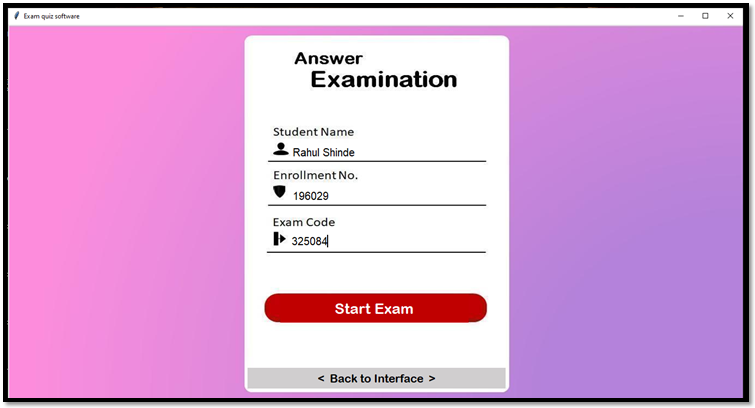 Exam quiz software
Answer
Examination
Student Name
Rahul Shinde
Enrollment No.
196029
Exam Code
325084
Start Exam
< Back to Interface >